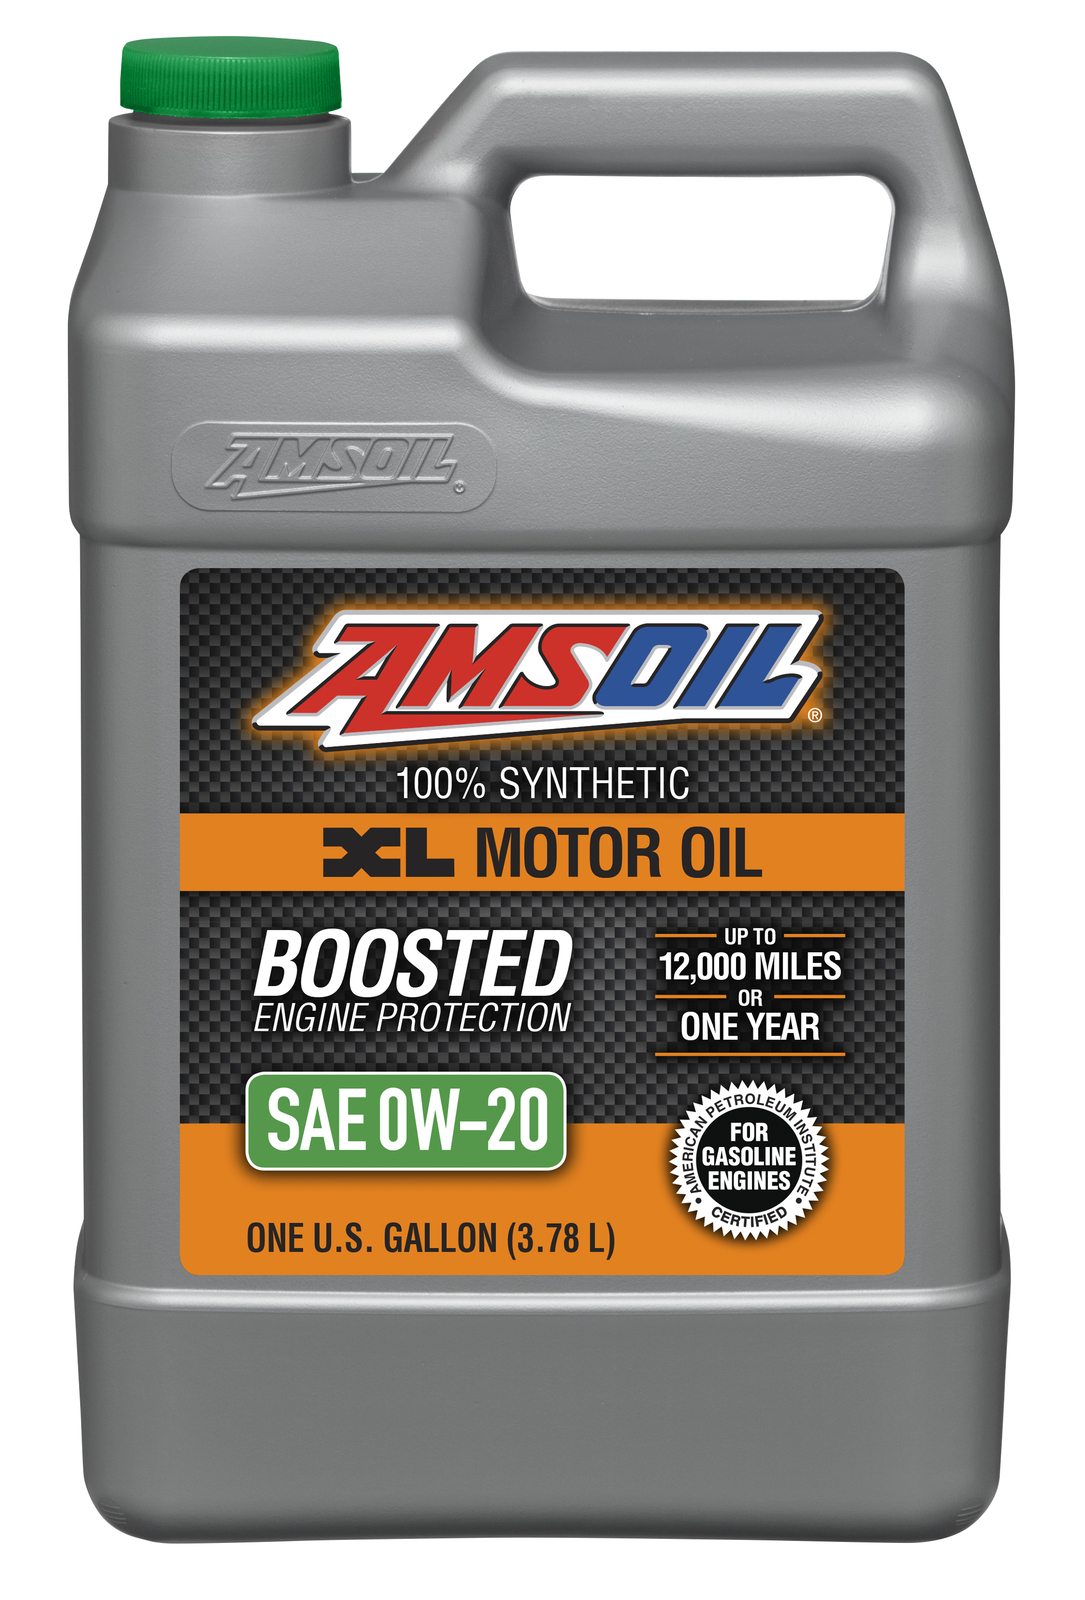 AMSOIL®
AMSOIL®
100% SYNTHETIC
XL MOTOR OIL
BOOSTED
ENGINE PROTECTION
UP TO
12,000 MILES
OR
ONE YEAR
SAE 0W-20
AMERICAN PETROLEUM INSTITUTE
FOR
GASOLINE
ENGINES
CERTIFIED
ONE U.S. GALLON (3.78 L)